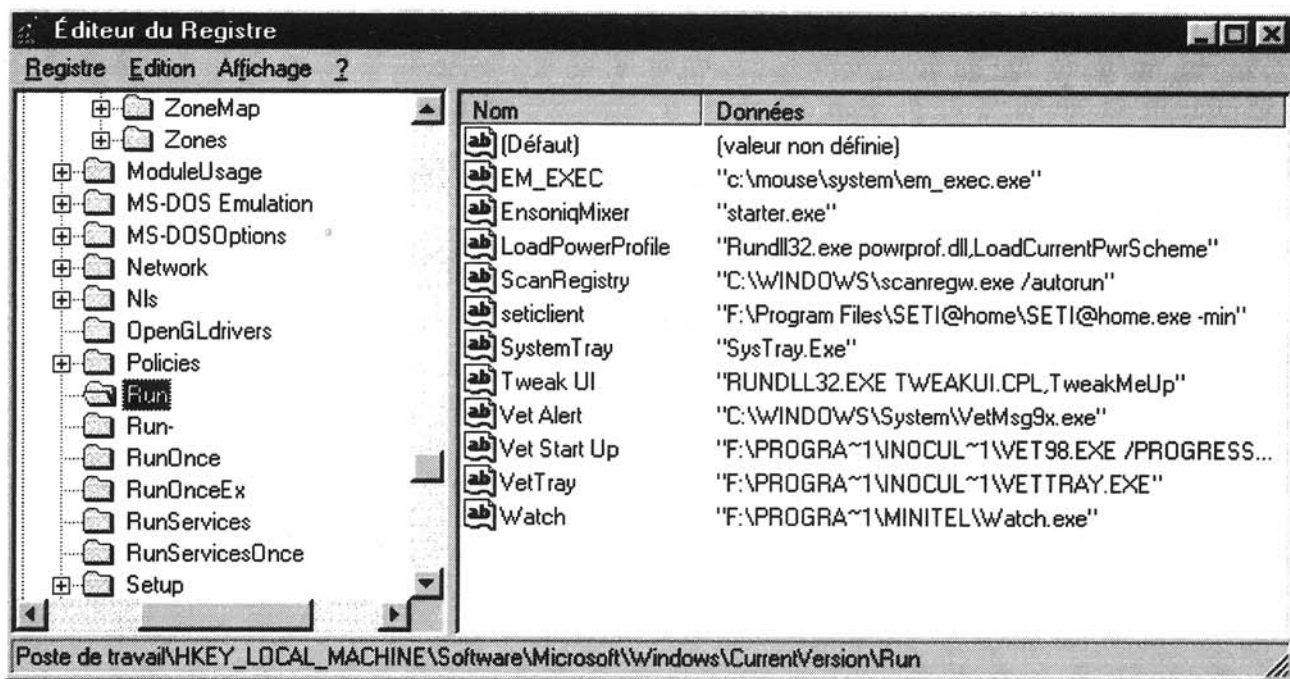 Éditeur du Registre
Registre Edition Affichage ?
ZoneMap
Zones
ModuleUsage
MS-DOS Emulation
MS-DOSOptions
Network
Nls
OpenGLdrivers
Policies
Run
Run-
RunOnce
RunOnceEx
RunServices
RunServicesOnce
Setup
Nom Données
(Défaut) (valeur non définie)
EM_EXEC "c:\mouse\system\em_exec.exe"
EnsoniqMixer "starter.exe"
LoadPowerProfile "Rundll32.exe powrprof.dll,LoadCurrentPwrScheme"
ScanRegistry "C:\WINDOWS\scanregw.exe /autorun"
seticlient "F:\Program Files\SETI@home\SETI@home.exe -min"
SystemTray "SysTray.Exe"
Tweak UI "RUNDLL32.EXE TWEAKUI.CPL,TweakMeUp"
Vet Alert "C:\WINDOWS\System\VetMsg9x.exe"
Vet Start Up "F:\PROGRA~1\INOCUL~1\VET98.EXE /PROGRESS...
VetTray "F:\PROGRA~1\INOCUL~1\VETTRAY.EXE"
Watch "F:\PROGRA~1\MINITEL\Watch.exe"
Poste de travail\HKEY_LOCAL_MACHINE\Software\Microsoft\Windows\CurrentVersion\Run